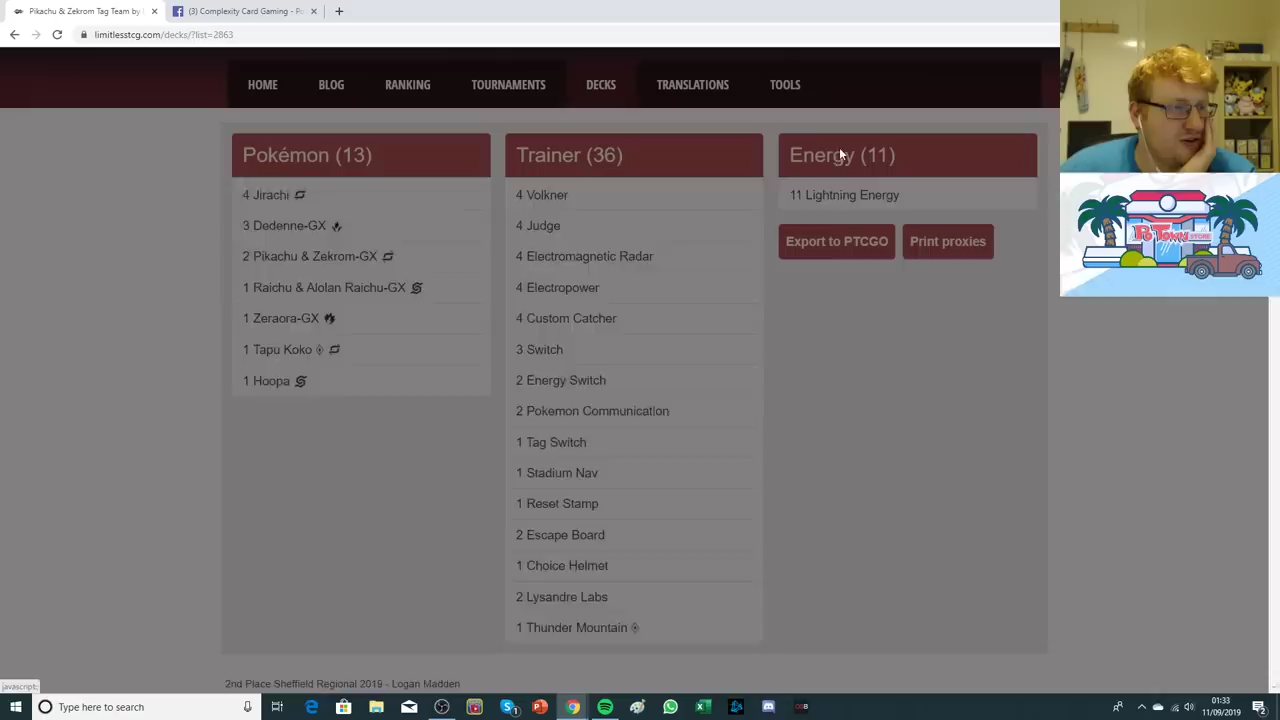 Pikachu & Zekrom Tag Team by L
(3) Complexity Card Gaming - Po
limitlesstcg.com/decks/?list=2863
HOME BLOG RANKING TOURNAMENTS DECKS TRANSLATIONS TOOLS
Pokémon (13)
4 Jirachi
3 Dedenne-GX
2 Pikachu & Zekrom-GX
1 Raichu & Alolan Raichu-GX
1 Zeraora-GX
1 Tapu Koko
1 Hoopa
Trainer (36)
4 Volkner
4 Judge
4 Electromagnetic Radar
4 Electropower
4 Custom Catcher
3 Switch
2 Energy Switch
2 Pokemon Communication
1 Tag Switch
1 Stadium Nav
1 Reset Stamp
2 Escape Board
1 Choice Helmet
2 Lysandre Labs
1 Thunder Mountain
Energy (11)
11 Lightning Energy
Export to PTCGO
Print proxies
PoTown
STORE
2nd Place Sheffield Regional 2019 - Logan Madden
javascript:
Type here to search
01:33
11/09/2019